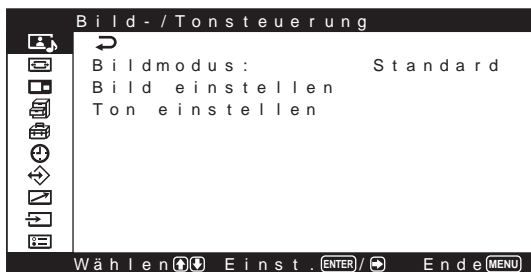 Bild-/Tonsteuerung
Bildmodus: Standard
Bild einstellen
Ton einstellen
Wählen Einst. ENTER / Ende MENU